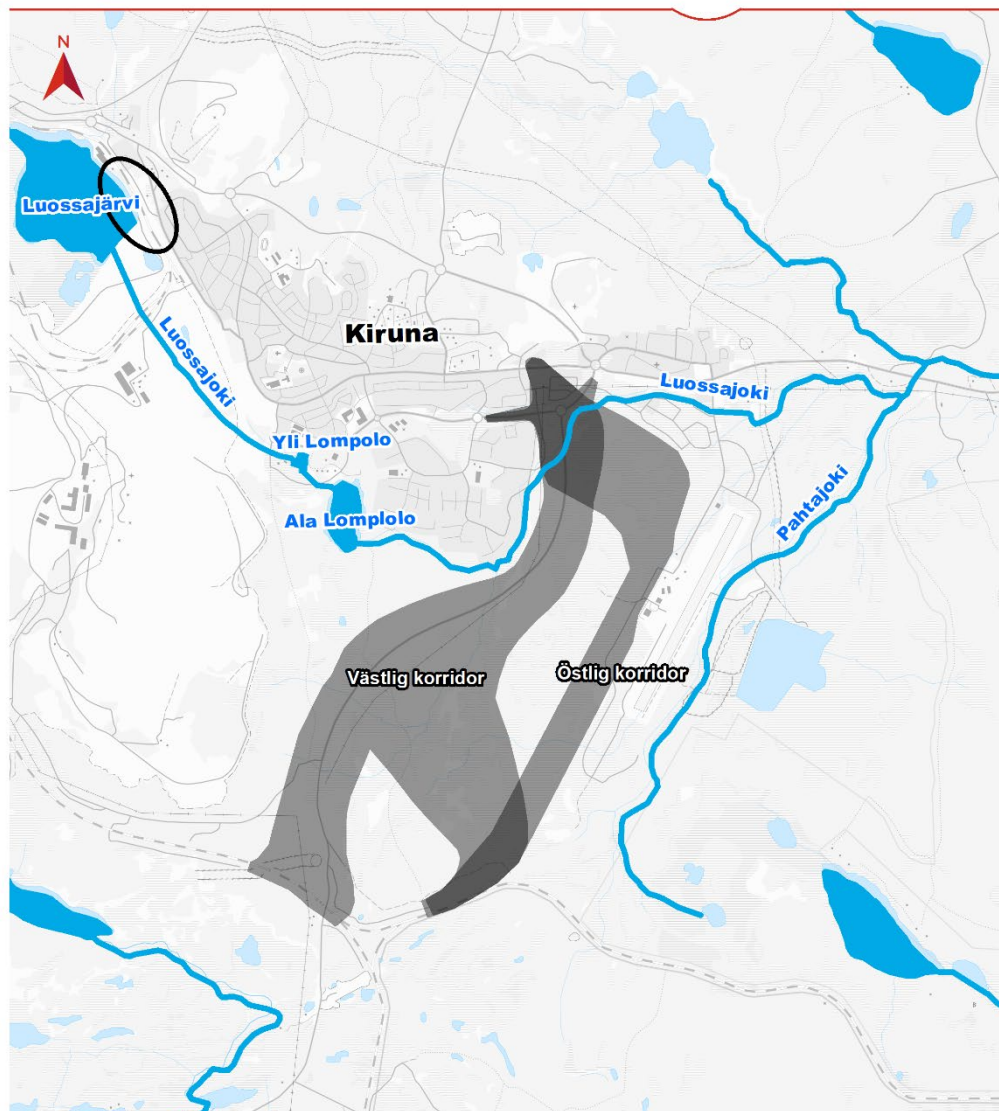 N
Luossajärvi
Kiruna
Luossajoki
Luossajoki
Yli Lompolo
Ala Lomplolo
Pahtajoki
Västlig korridor
Östlig korridor